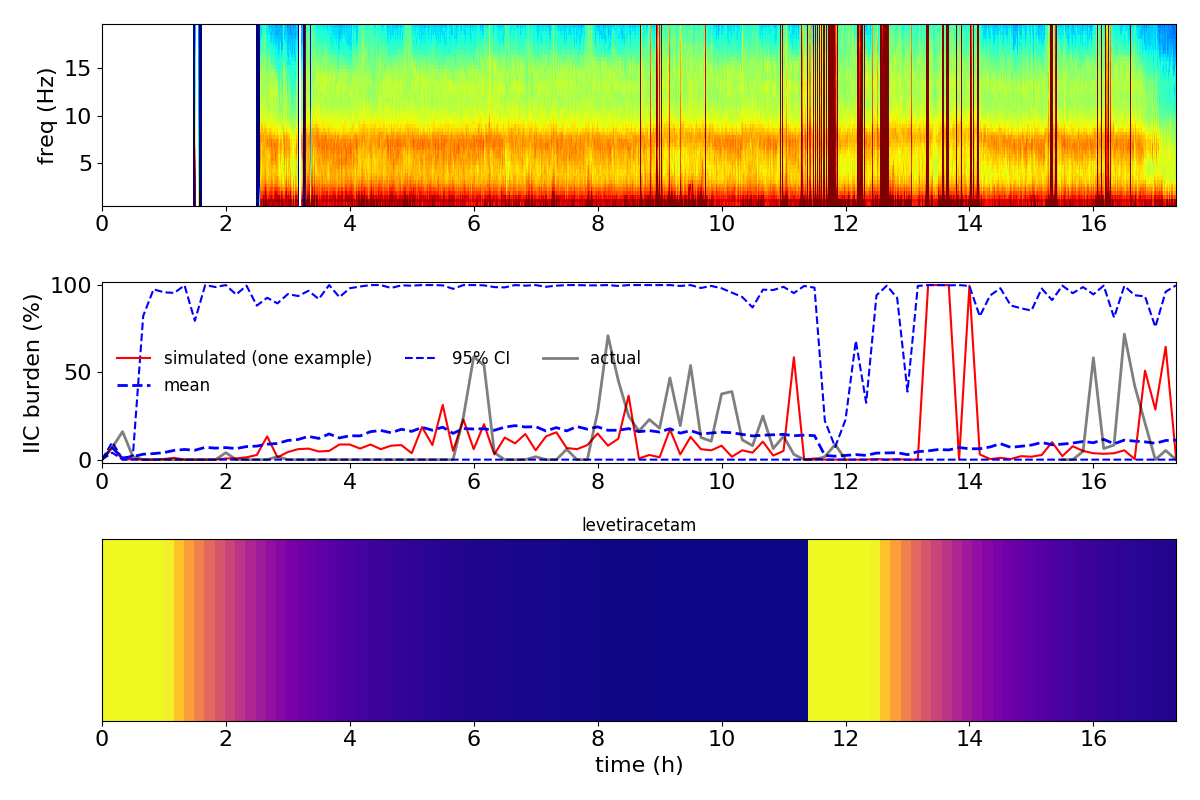 freq (Hz)
15
10
5
0 2 4 6 8 10 12 14 16
IIC burden (%)
100
50
0
simulated (one example) 95% CI actual
mean
0 2 4 6 8 10 12 14 16
levetiracetam
0 2 4 6 8 10 12 14 16
time (h)